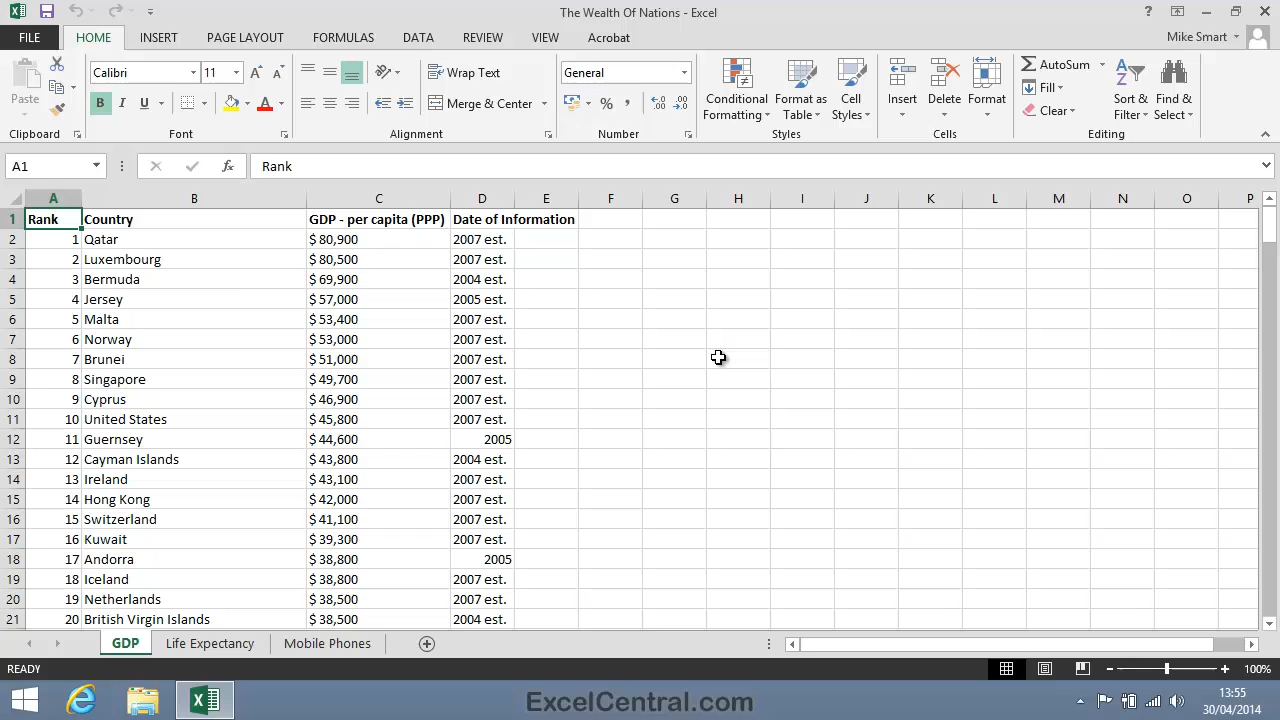 The Wealth Of Nations - Excel
FILE HOME INSERT PAGE LAYOUT FORMULAS DATA REVIEW VIEW Acrobat Mike Smart
Paste Calibri 11 Wrap Text General Conditional Formatting Format as Table Cell Styles Insert Delete Format AutoSum Sort & Filter Find & Select
B I U Merge & Center % Fill
Clear
Clipboard Font Alignment Number Styles Cells Editing
A1 fx Rank
A B C D E F G H I J K L M N O P
1 Rank Country GDP - per capita (PPP) Date of Information
2 1 Qatar $ 80,900 2007 est.
3 2 Luxembourg $ 80,500 2007 est.
4 3 Bermuda $ 69,900 2004 est.
5 4 Jersey $ 57,000 2005 est.
6 5 Malta $ 53,400 2007 est.
7 6 Norway $ 53,000 2007 est.
8 7 Brunei $ 51,000 2007 est.
9 8 Singapore $ 49,700 2007 est.
10 9 Cyprus $ 46,900 2007 est.
11 10 United States $ 45,800 2007 est.
12 11 Guernsey $ 44,600 2005
13 12 Cayman Islands $ 43,800 2004 est.
14 13 Ireland $ 43,100 2007 est.
15 14 Hong Kong $ 42,000 2007 est.
16 15 Switzerland $ 41,100 2007 est.
17 16 Kuwait $ 39,300 2007 est.
18 17 Andorra $ 38,800 2005
19 18 Iceland $ 38,800 2007 est.
20 19 Netherlands $ 38,500 2007 est.
21 20 British Virgin Islands $ 38,500 2004 est.
GDP Life Expectancy Mobile Phones
READY 100%
ExcelCentral.com
13:55
30/04/2014